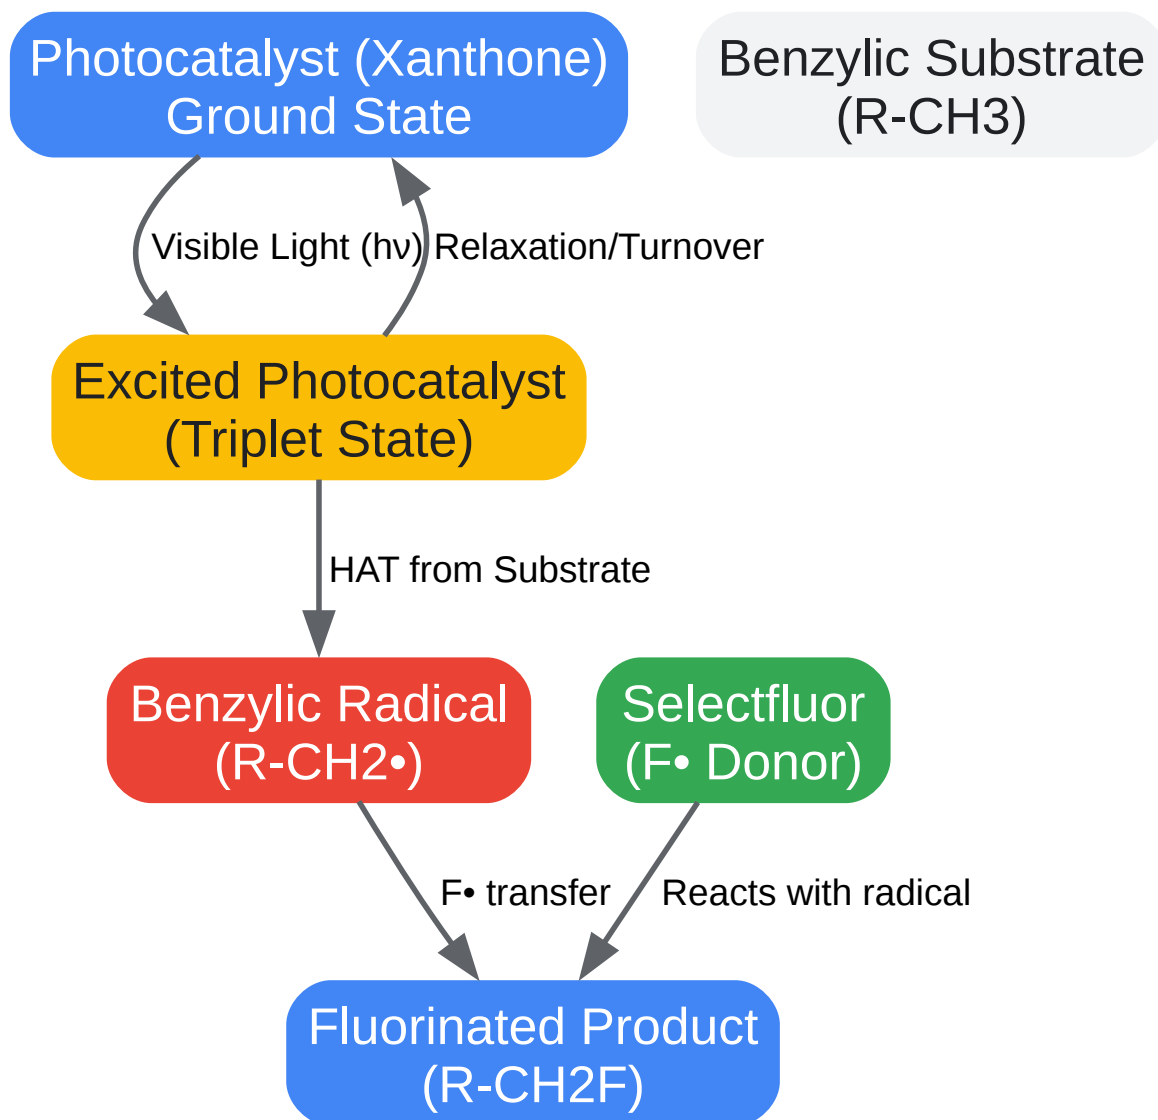 Photocatalyst (Xanthone)
Ground State
Benzylic Substrate
(R-CH3)
Visible Light (hν)
Relaxation/Turnover
Excited Photocatalyst
(Triplet State)
HAT from Substrate
Benzylic Radical
(R-CH2•)
Selectfluor
(F• Donor)
F• transfer
Reacts with radical
Fluorinated Product
(R-CH2F)